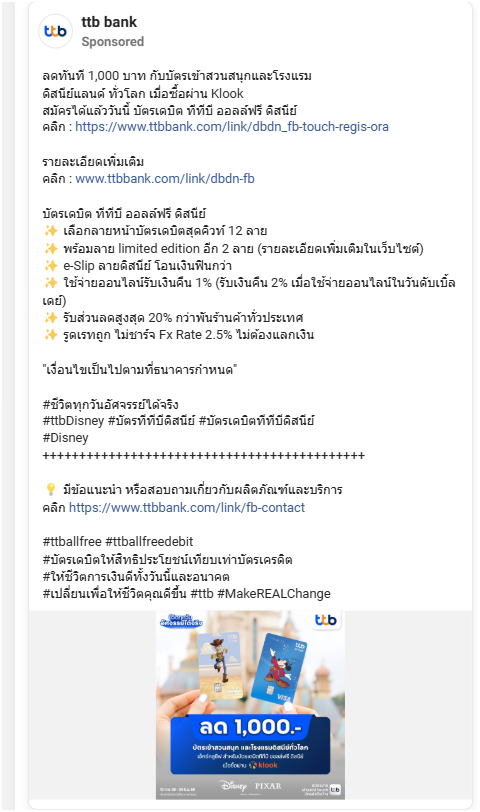 ttb bank
Sponsored
ลดทันที 1,000 บาท กับบัตรเข้าสวนสนุกและโรงแรม
ดิสนีย์แลนด์ ทั่วโลก เมื่อซื้อผ่าน Klook
สมัครได้แล้ววันนี้ บัตรเดบิต ทีทีบี ออลล์ฟรี ดิสนีย์
คลิก : https://www.ttbbank.com/link/dbdn_fb-touch-regis-ora
รายละเอียดเพิ่มเติม
คลิก : www.ttbbank.com/link/dbdn-fb
บัตรเดบิต ทีทีบี ออลล์ฟรี ดิสนีย์
✨ เลือกลายหน้าบัตรเดบิตสุดคิวท์ 12 ลาย
✨ พร้อมลาย limited edition อีก 2 ลาย (รายละเอียดเพิ่มเติมในเว็บไซต์)
✨ e-Slip ลายดิสนีย์ โอนเงินฟินกว่า
✨ ใช้จ่ายออนไลน์รับเงินคืน 1% (รับเงินคืน 2% เมื่อใช้จ่ายออนไลน์ในวันดับเบิ้ล
เดย์)
✨ รับส่วนลดสูงสุด 20% กว่าพันร้านค้าทั่วประเทศ
✨ รูดเรทถูก ไม่ชาร์จ Fx Rate 2.5% ไม่ต้องแลกเงิน
"เงื่อนไขเป็นไปตามที่ธนาคารกำหนด"
#ชีวิตทุกวันอัศจรรย์ได้จริง
#ttbDisney #บัตรทีทีบีดิสนีย์ #บัตรเดบิตทีทีบีดิสนีย์
#Disney
++++++++++++++++++++++++++++++++++++++++++++
💡 มีข้อแนะนำ หรือสอบถามเกี่ยวกับผลิตภัณฑ์และบริการ
คลิก https://www.ttbbank.com/link/fb-contact
#ttballfree #ttballfreedebit
#บัตรเดบิตให้สิทธิประโยชน์เทียบเท่าบัตรเครดิต
#ให้ชีวิตการเงินดีทั้งวันนี้และอนาคต
#เปลี่ยนเพื่อให้ชีวิตคุณดีขึ้น #ttb #MakeREALChange
ttb
ลด 1,000.-
บัตรเข้าสวนสนุก และโรงแรมดิสนีย์ทั่วโลก
เมื่อซื้อผ่าน klook
Disney PIXAR